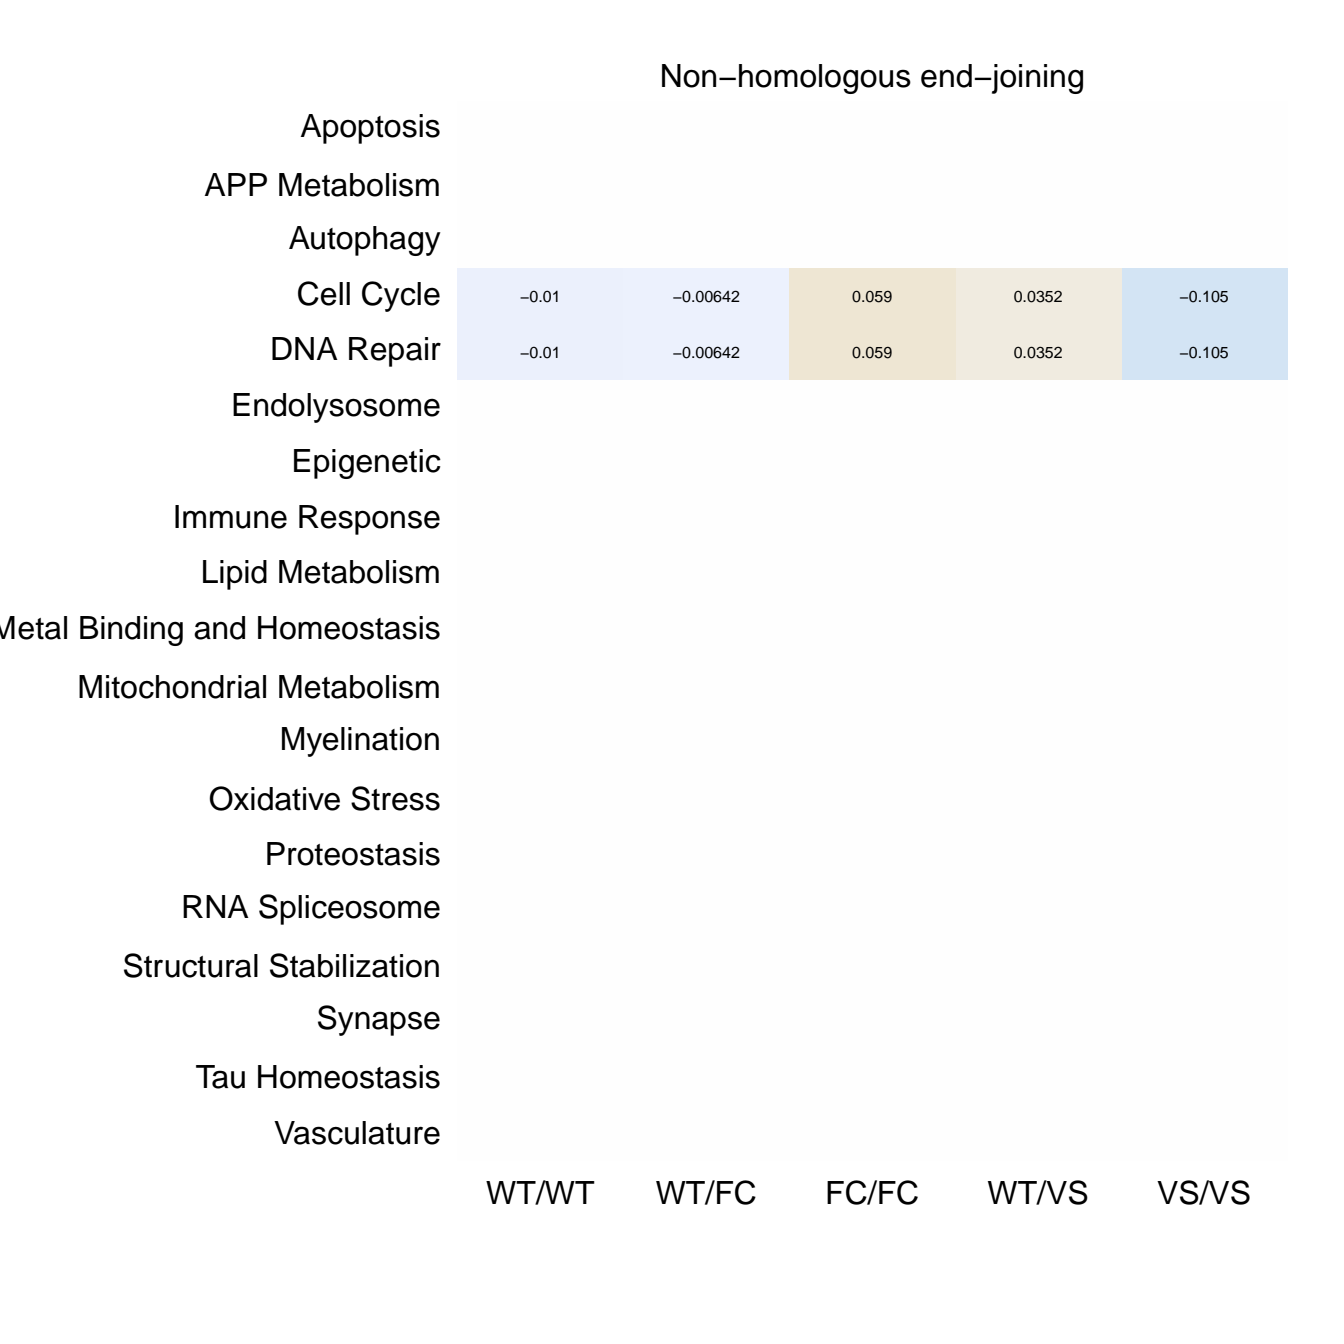 Non−homologous end−joining
Apoptosis
APP Metabolism
Autophagy
Cell Cycle −0.01 −0.00642 0.059 0.0352 −0.105
DNA Repair −0.01 −0.00642 0.059 0.0352 −0.105
Endolysosome
Epigenetic
Immune Response
Lipid Metabolism
Metal Binding and Homeostasis
Mitochondrial Metabolism
Myelination
Oxidative Stress
Proteostasis
RNA Spliceosome
Structural Stabilization
Synapse
Tau Homeostasis
Vasculature
WT/WT WT/FC FC/FC WT/VS VS/VS